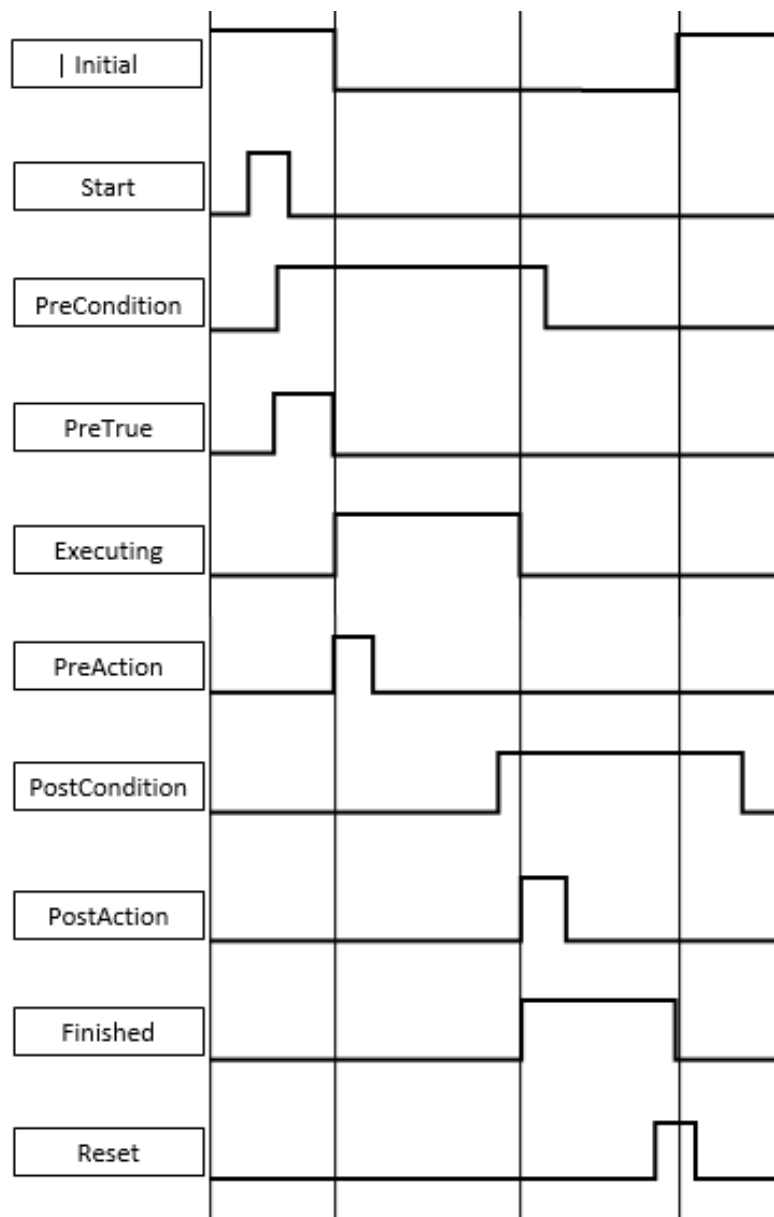 | Initial
Start
PreCondition
PreTrue
Executing
PreAction
PostCondition
PostAction
Finished
Reset